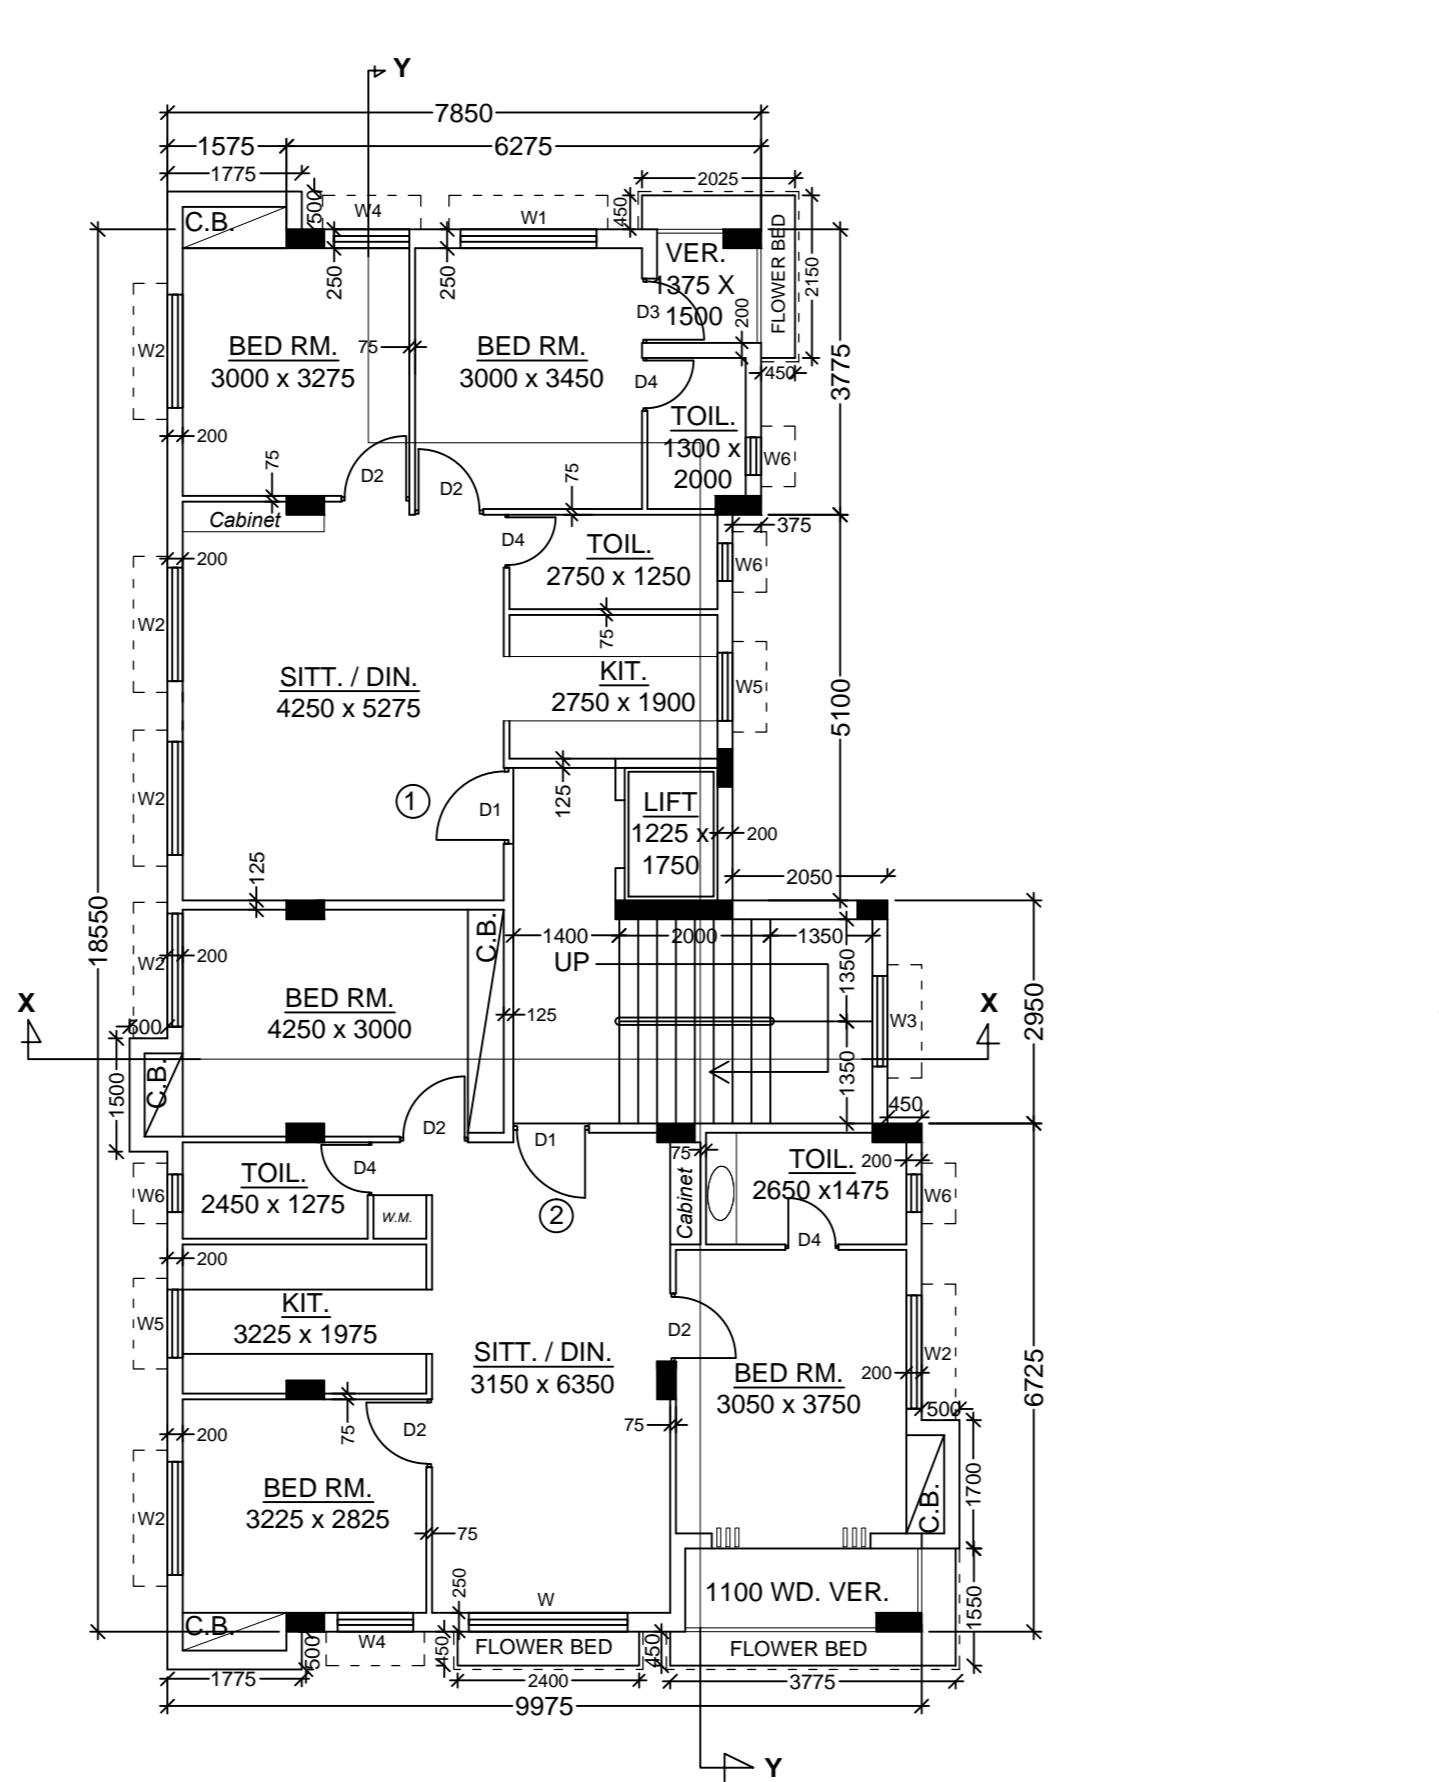 Y
7850
1575
6275
1775
2025
C.B.
500
W4
W1
450
VER.
1375 X
1500
FLOWER BED
2150
250
250
D3
200
W2
BED RM.
3000 x 3275
75
BED RM.
3000 x 3450
D4
450
3775
TOIL.
1300 x
2000
W6
200
75
D2
D2
75
Cabinet
375
200
D4
TOIL.
2750 x 1250
W6
W2
75
SITT. / DIN.
4250 x 5275
KIT.
2750 x 1900
W5
5100
W2
1
D1
125
LIFT
1225 x
1750
200
125
2050
18550
C.B.
1400
2000
1350
W2
200
UP
1350
BED RM.
4250 x 3000
125
W3
2950
X
X
600
C.B.
1500
1350
450
D2
D1
75
TOIL.
2450 x 1275
D4
Cabinet
TOIL.
2650 x1475
200
W6
W6
W.M.
2
D4
200
KIT.
3225 x 1975
W5
D2
SITT. / DIN.
3150 x 6350
W2
200
BED RM.
3050 x 3750
6725
500
75
D2
75
200
BED RM.
3225 x 2825
W2
75
C.B.
1700
250
W
1100 WD. VER.
1550
C.B.
500
W4
450
FLOWER BED
450
FLOWER BED
1775
2400
3775
9975
Y